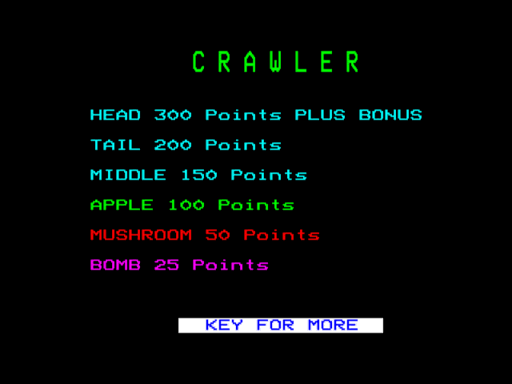 CRAWLER
HEAD 300 Points PLUS BONUS
TAIL 200 Points
MIDDLE 150 Points
APPLE 100 Points
MUSHROOM 50 Points
BOMB 25 Points
KEY FOR MORE